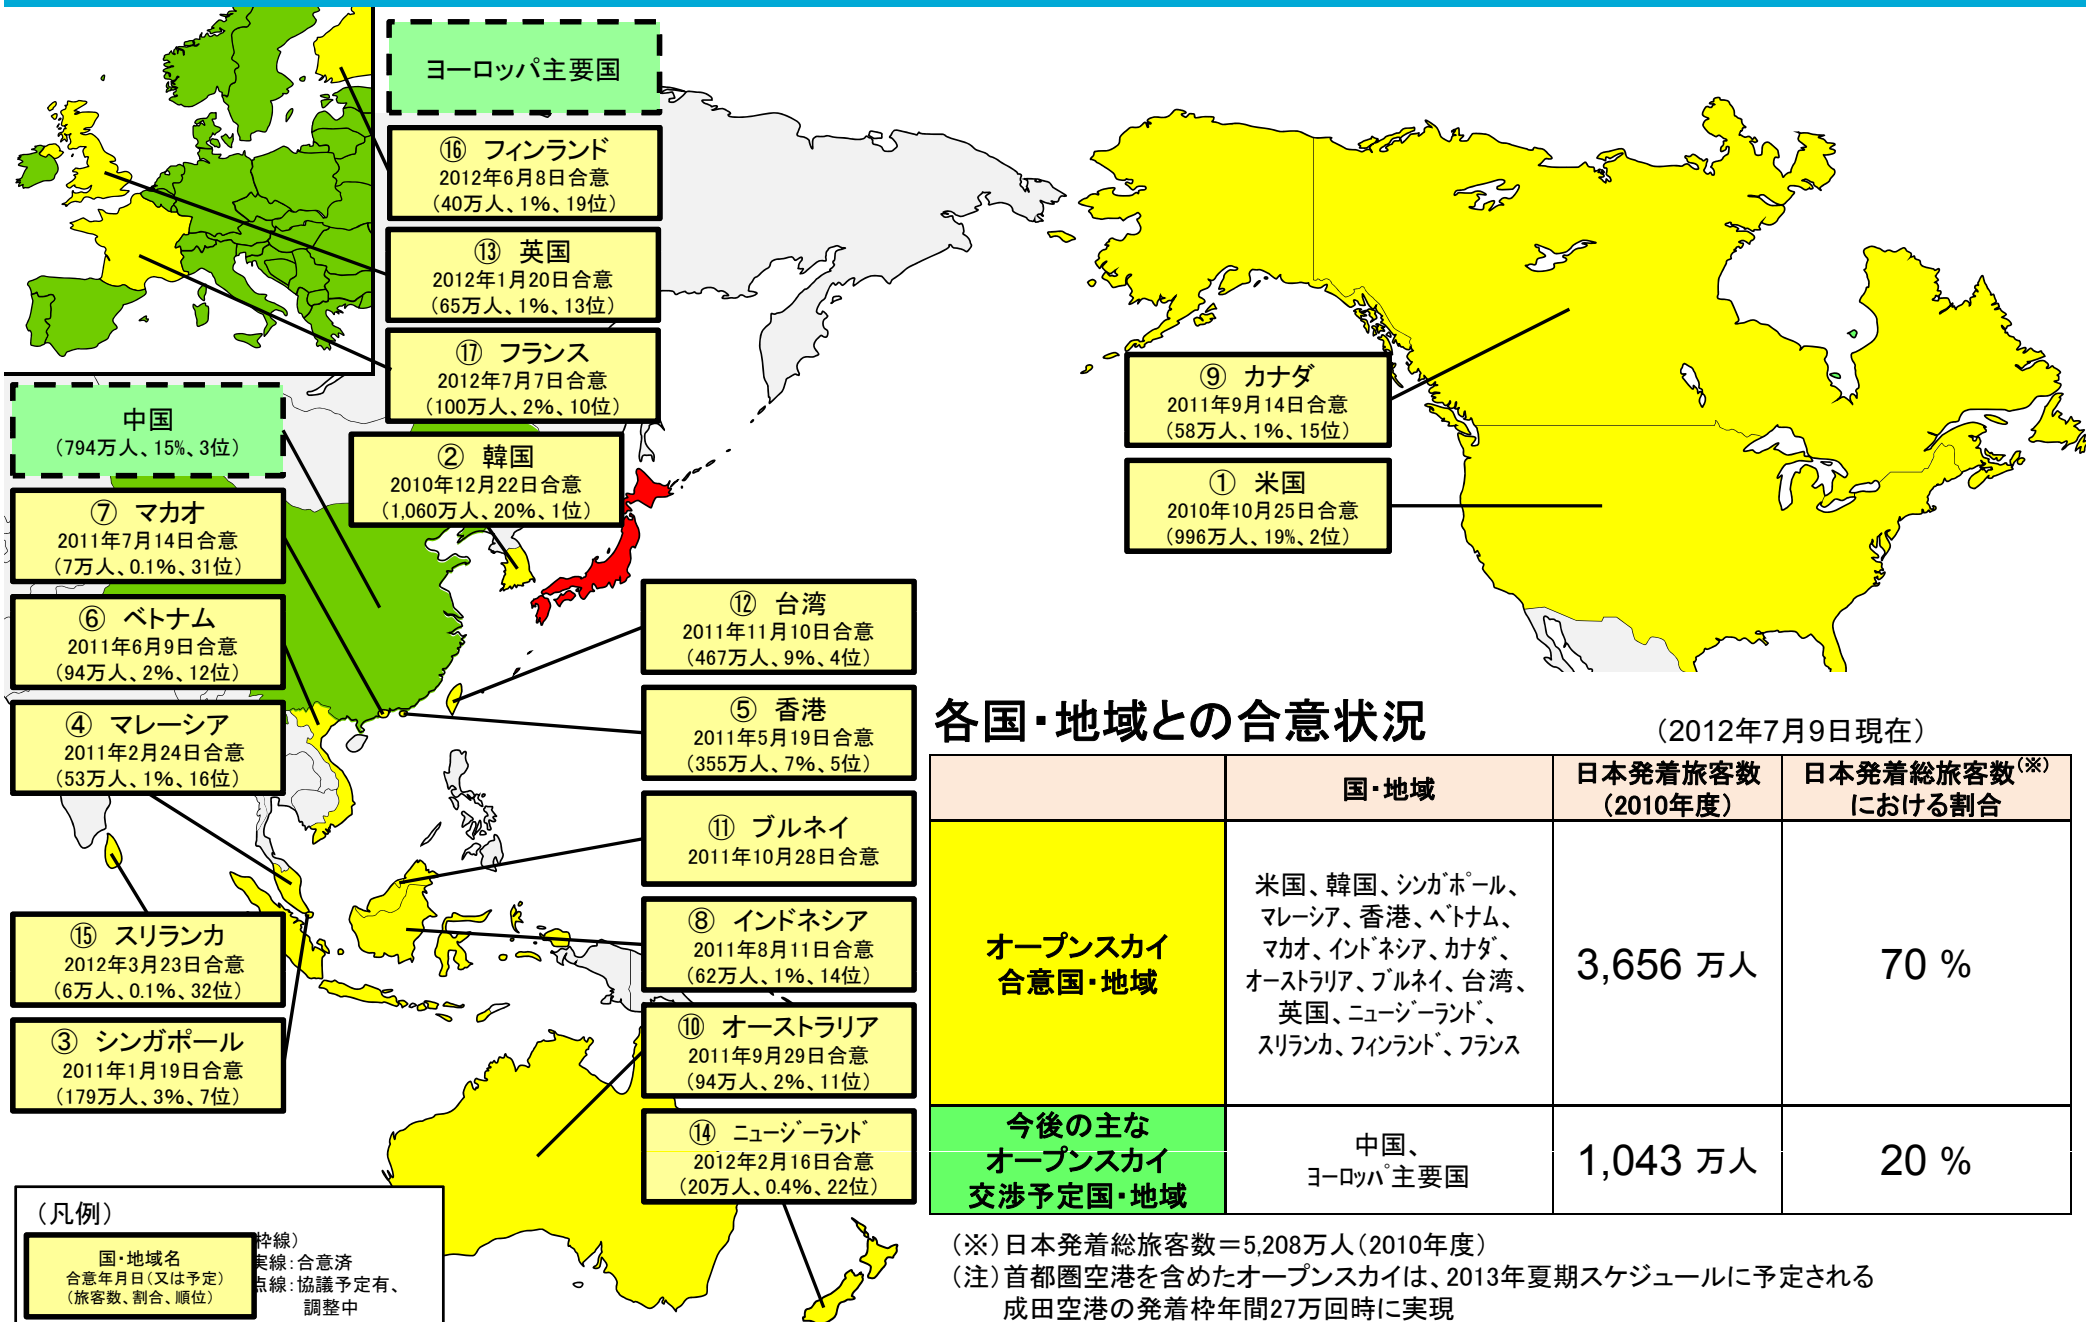 ヨーロッパ主要国
⑯ フィンランド
2012年6月8日合意
（40万人、1%、19位）
⑬ 英国
2012年1月20日合意
（65万人、1%、13位）
⑰ フランス
2012年7月7日合意
（100万人、2%、10位）
中国
（794万人、15%、3位）
② 韓国
2010年12月22日合意
（1,060万人、20%、1位）
⑦ マカオ
2011年7月14日合意
（7万人、0.1%、31位）
⑥ ベトナム
2011年6月9日合意
（94万人、2%、12位）
④ マレーシア
2011年2月24日合意
（53万人、1%、16位）
⑮ スリランカ
2012年3月23日合意
（6万人、0.1%、32位）
③ シンガポール
2011年1月19日合意
（179万人、3%、7位）
⑫ 台湾
2011年11月10日合意
（467万人、9%、4位）
⑤ 香港
2011年5月19日合意
（355万人、7%、5位）
⑪ ブルネイ
2011年10月28日合意
⑧ インドネシア
2011年8月11日合意
（62万人、1%、14位）
⑩ オーストラリア
2011年9月29日合意
（94万人、2%、11位）
⑭ ニュージーランド
2012年2月16日合意
（20万人、0.4%、22位）
⑨ カナダ
2011年9月14日合意
（58万人、1%、15位）
① 米国
2010年10月25日合意
（996万人、19%、2位）
（凡例）
国・地域名
合意年月日（又は予定）
（旅客数、割合、順位）
枠線）
実線：合意済
点線：協議予定有、
調整中
各国・地域との合意状況 （2012年7月9日現在）
国・地域
日本発着旅客数
（2010年度）
日本発着総旅客数（※）
における割合
オープンスカイ
合意国・地域
米国、韓国、シンガポール、
マレーシア、香港、ベトナム、
マカオ、インドネシア、カナダ、
オーストラリア、ブルネイ、台湾、
英国、ニュージーランド、
スリランカ、フィンランド、フランス
3,656 万人
70 %
今後の主な
オープンスカイ
交渉予定国・地域
中国、
ヨーロッパ主要国
1,043 万人
20 %
（※）日本発着総旅客数＝5,208万人（2010年度）
（注）首都圏空港を含めたオープンスカイは、2013年夏期スケジュールに予定される
成田空港の発着枠年間27万回時に実現